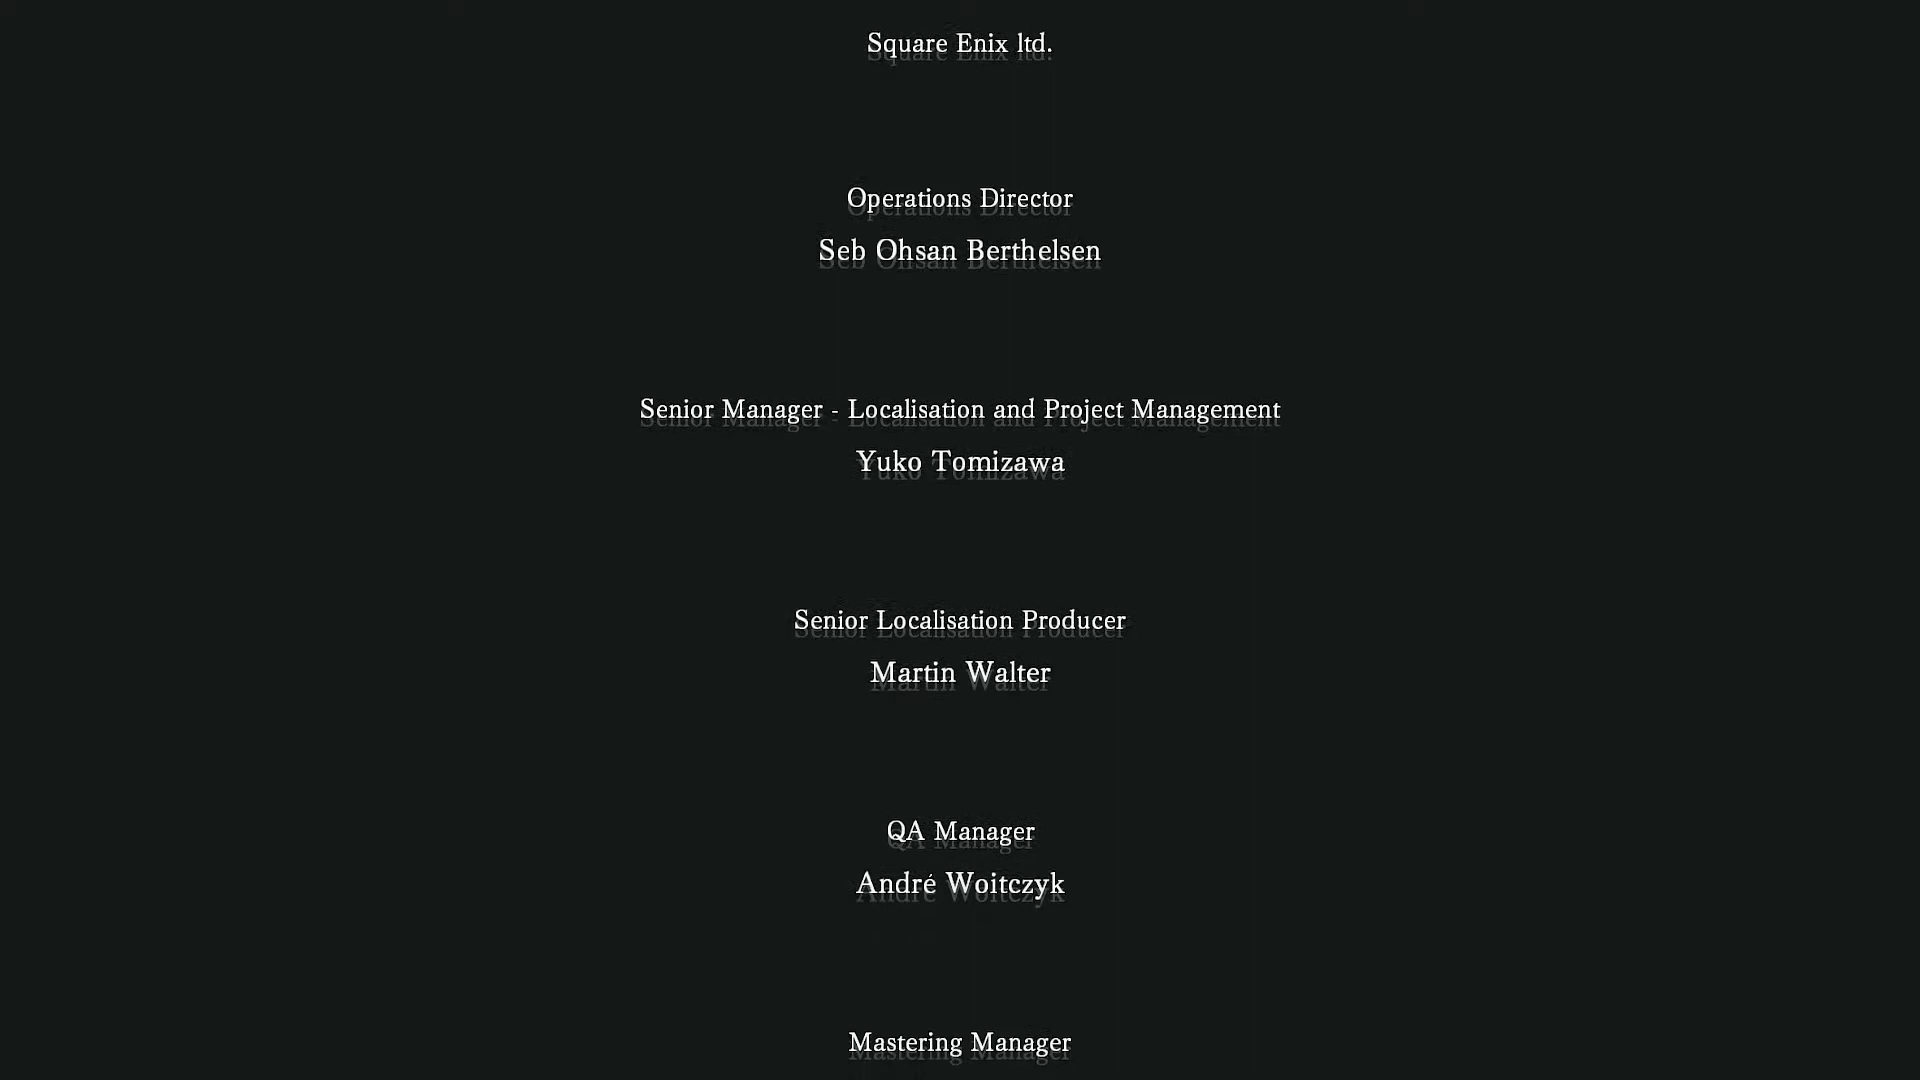 Square Enix ltd.
Operations Director
Seb Ohsan Berthelsen
Senior Manager - Localisation and Project Management
Yuko Tomizawa
Senior Localisation Producer
Martin Walter
QA Manager
André Woitczyk
Mastering Manager